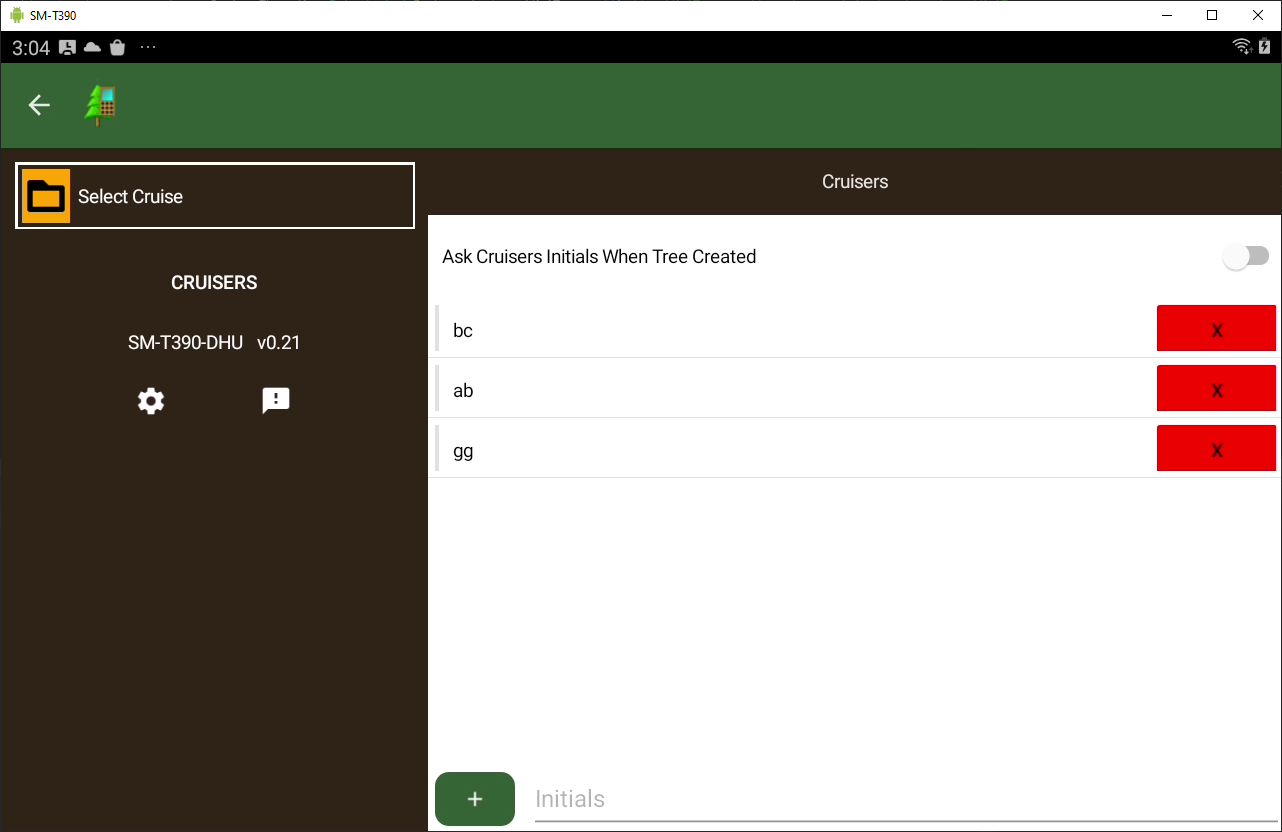 SM-T390
3:04
Select Cruise
CRUISERS
SM-T390-DHU v0.21
Cruisers
Ask Cruisers Initials When Tree Created
bc X
ab X
gg X
+ Initials